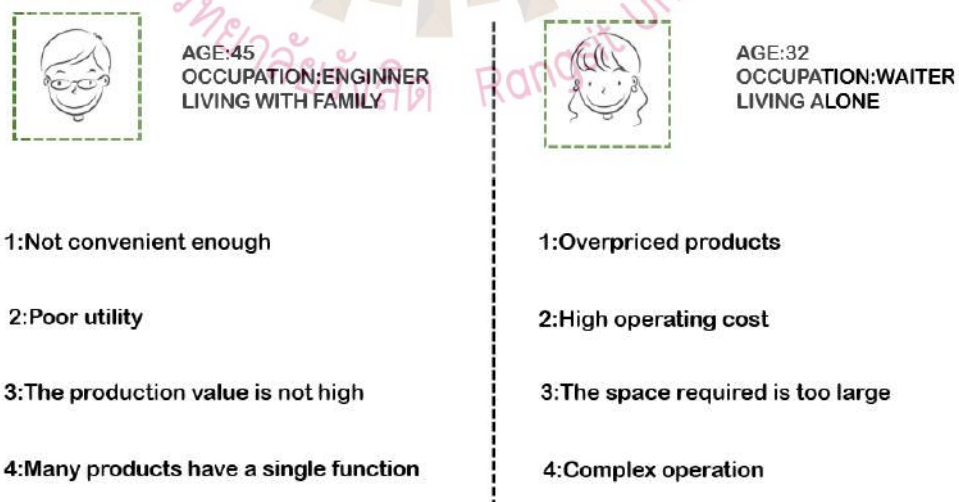 AGE:45
OCCUPATION:ENGINNER
LIVING WITH FAMILY
1:Not convenient enough
2:Poor utility
3:The production value is not high
4:Many products have a single function
AGE:32
OCCUPATION:WAITER
LIVING ALONE
1:Overpriced products
2:High operating cost
3:The space required is too large
4:Complex operation
Rangsit